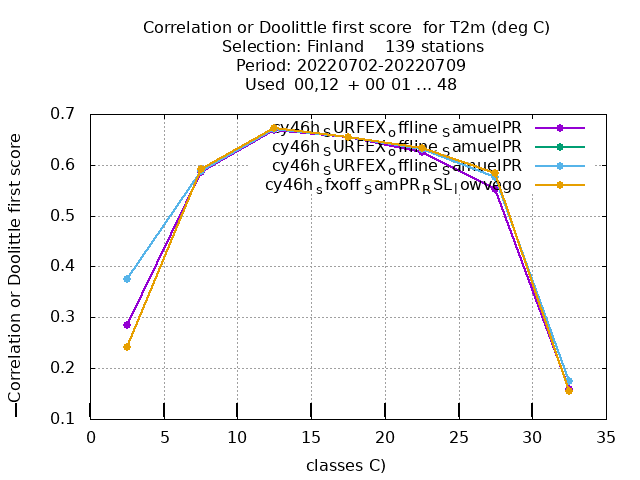 Correlation or Doolittle first score for T2m (deg C)
Selection: Finland 139 stations
Period: 20220702-20220709
Used 00,12 + 00 01 ... 48
Correlation or Doolittle first score
0.7
0.6
0.5
0.4
0.3
0.2
0.1
cy46h_SURFEX_offline_SamuelPR
cy46h_SURFEX_offline_SamuelPR
cy46h_SURFEX_offline_SamuelPR
cy46h_sfxoff_samPR_RSL_lowvego
0 5 10 15 20 25 30 35
classes C)